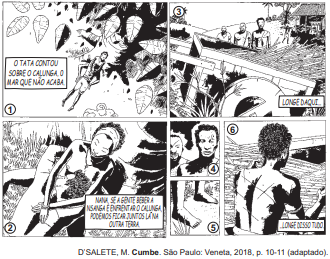 O TATA CONTOU
SOBRE O CALUNGA, O
MAR QUE NÃO ACABA.
1
NANA, SE A GENTE BEBER A
NSANGA E ENFRENTAR O CALUNGA,
PODEMOS FICAR JUNTOS LÁ NA
OUTRA TERRA.
2
3
LONGE DAQUI...
4
5
6
...LONGE DISSO TUDO.
D'SALETE, M. Cumbe. São Paulo: Veneta, 2018, p. 10-11 (adaptado).